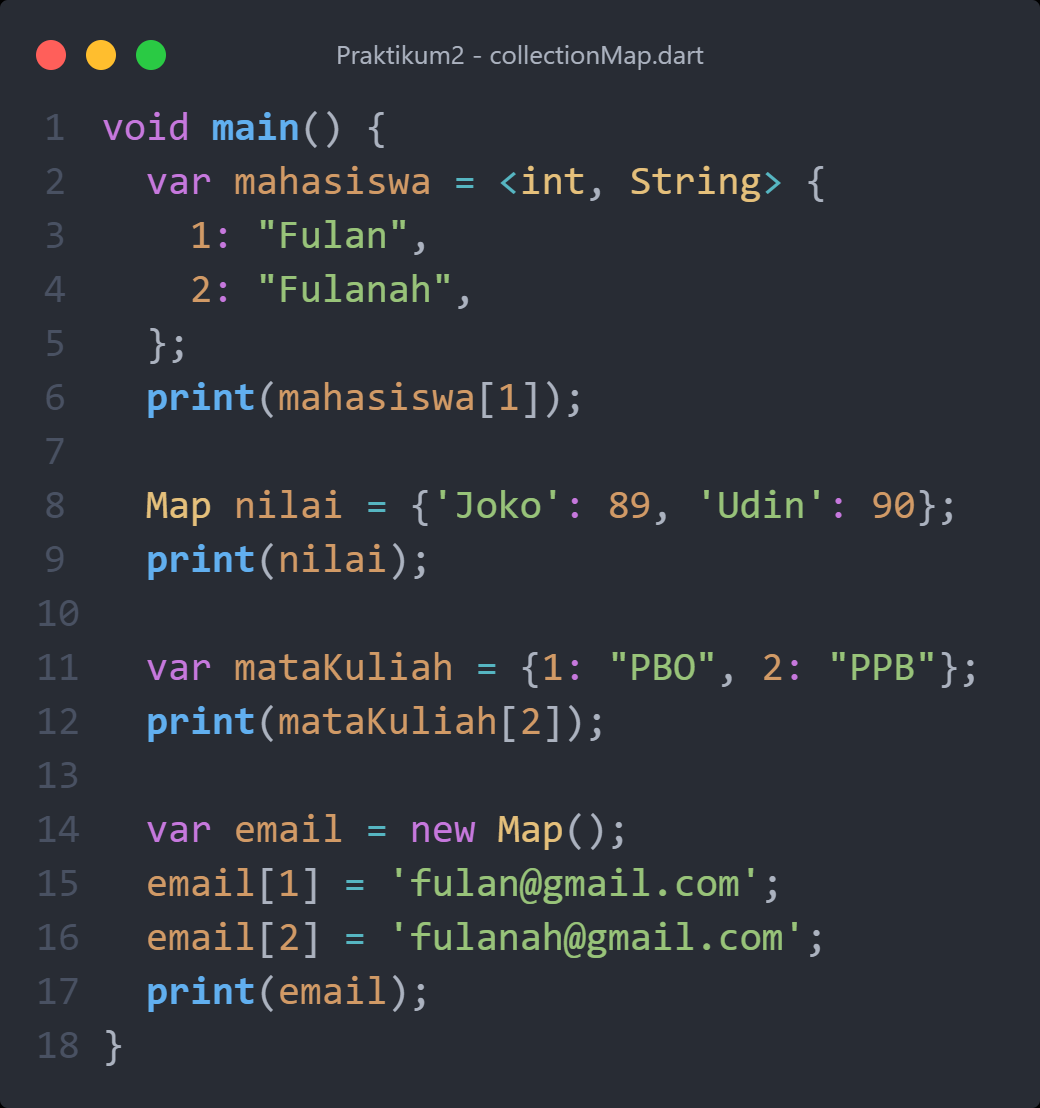 Praktikum2 - collectionMap.dart
1 void main() {
2   var mahasiswa = <int, String> {
3     1: "Fulan",
4     2: "Fulanah",
5   };
6   print(mahasiswa[1]);
7
8   Map nilai = {'Joko': 89, 'Udin': 90};
9   print(nilai);
10
11   var mataKuliah = {1: "PBO", 2: "PPB"};
12   print(mataKuliah[2]);
13
14   var email = new Map();
15   email[1] = 'fulan@gmail.com';
16   email[2] = 'fulanah@gmail.com';
17   print(email);
18 }